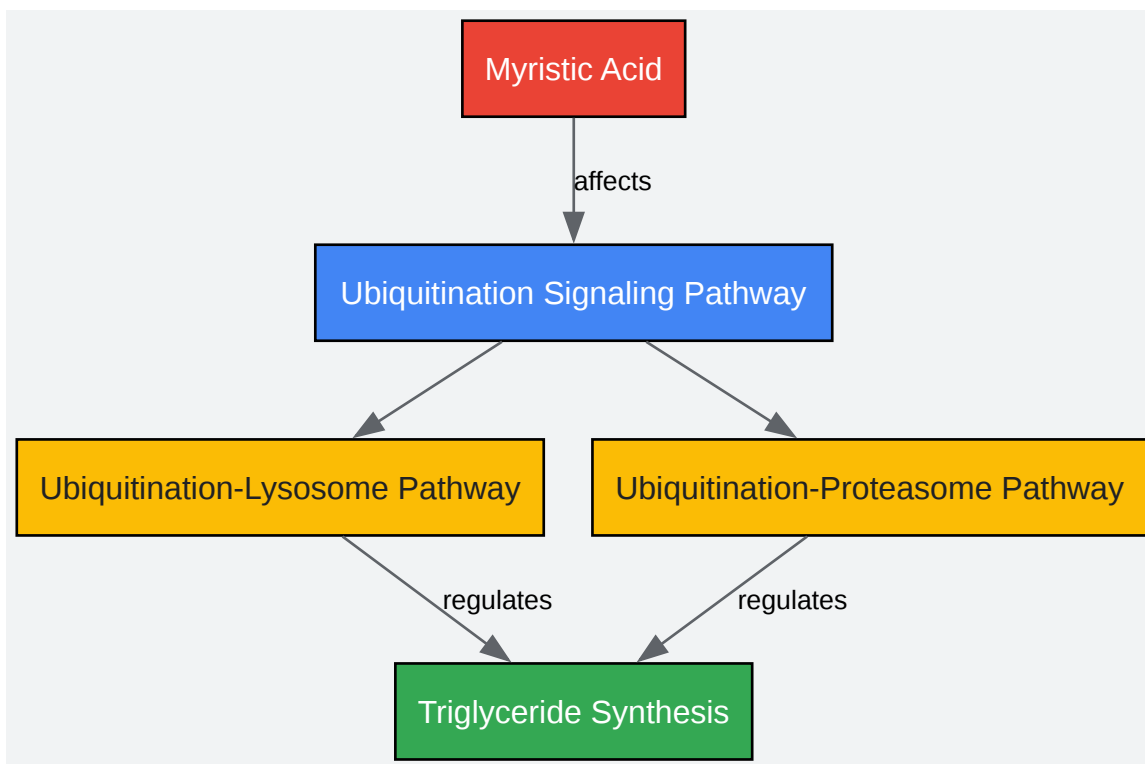 Myristic Acid
affects
Ubiquitination Signaling Pathway
Ubiquitination-Lysosome Pathway
Ubiquitination-Proteasome Pathway
regulates
regulates
Triglyceride Synthesis